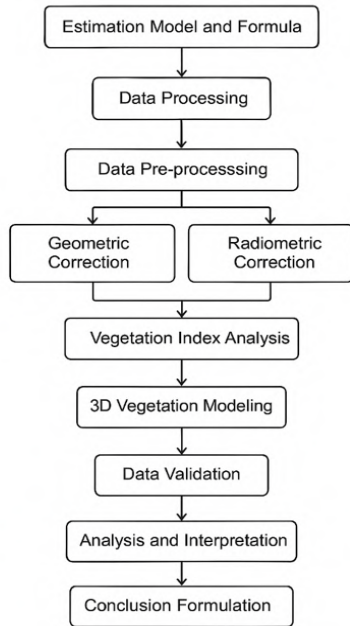 Estimation Model and Formula
Data Processing
Data Pre-processsing
Geometric
Correction
Radiometric
Correction
Vegetation Index Analysis
3D Vegetation Modeling
Data Validation
Analysis and Interpretation
Conclusion Formulation